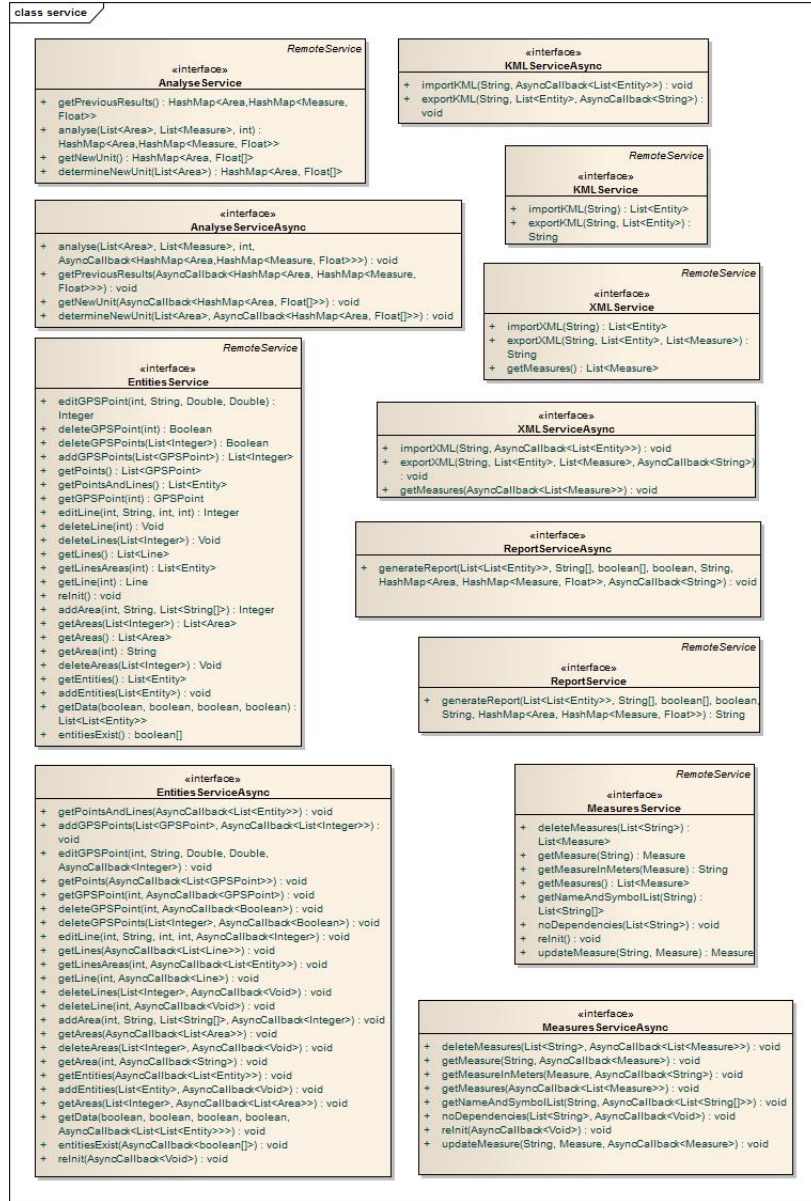 class service
RemoteService
«interface»
AnalyseService
+ getPreviousResults() : HashMap<Area,HashMap<Measure,
Float>>
+ analyse(List<Area>, List<Measure>, int) :
HashMap<Area,HashMap<Measure, Float>>
+ getNewUnit() : HashMap<Area, Float[]>
+ determineNewUnit(List<Area>) : HashMap<Area, Float[]>
«interface»
KMLServiceAsync
+ importKML(String, AsyncCallback<List<Entity>>) : void
+ exportKML(String, List<Entity>, AsyncCallback<String>) :
void
RemoteService
«interface»
KMLService
+ importKML(String) : List<Entity>
+ exportKML(String, List<Entity>) :
String
«interface»
AnalyseServiceAsync
+ analyse(List<Area>, List<Measure>, int,
AsyncCallback<HashMap<Area,HashMap<Measure, Float>>>) : void
+ getPreviousResults(AsyncCallback<HashMap<Area, HashMap<Measure,
Float>>>) : void
+ getNewUnit(AsyncCallback<HashMap<Area, Float[]>>) : void
+ determineNewUnit(List<Area>, AsyncCallback<HashMap<Area, Float[]>>) : void
RemoteService
«interface»
XMLService
+ importXML(String) : List<Entity>
+ exportXML(String, List<Entity>, List<Measure>) :
String
+ getMeasures() : List<Measure>
RemoteService
«interface»
EntitiesService
+ editGPSPoint(int, String, Double, Double) :
Integer
+ deleteGPSPoint(int) : Boolean
+ deleteGPSPoints(List<Integer>) : Boolean
+ addGPSPoints(List<GPSPoint>) : List<Integer>
+ getPoints() : List<GPSPoint>
+ getPointsAndLines() : List<Entity>
+ getGPSPoint(int) : GPSPoint
+ editLine(int, String, int, int) : Integer
+ deleteLine(int) : Void
+ deleteLines(List<Integer>) : Void
+ getLines() : List<Line>
+ getLinesAreas(int) : List<Entity>
+ getLine(int) : Line
+ reInit() : void
+ addArea(int, String, List<String[]>) : Integer
+ getAreas(List<Integer>) : List<Area>
+ getAreas() : List<Area>
+ getArea(int) : String
+ deleteAreas(List<Integer>) : Void
+ getEntities() : List<Entity>
+ addEntities(List<Entity>) : void
+ getData(boolean, boolean, boolean, boolean) :
List<List<Entity>>
+ entitiesExist() : boolean[]
«interface»
XMLServiceAsync
+ importXML(String, AsyncCallback<List<Entity>>) : void
+ exportXML(String, List<Entity>, List<Measure>, AsyncCallback<String>)
: void
+ getMeasures(AsyncCallback<List<Measure>>) : void
«interface»
ReportServiceAsync
+ generateReport(List<List<Entity>>, String[], boolean[], boolean, String,
HashMap<Area, HashMap<Measure, Float>>, AsyncCallback<String>) : void
RemoteService
«interface»
ReportService
+ generateReport(List<List<Entity>>, String[], boolean[], boolean,
String, HashMap<Area, HashMap<Measure, Float>>) : String
«interface»
EntitiesServiceAsync
+ getPointsAndLines(AsyncCallback<List<Entity>>) : void
+ addGPSPoints(List<GPSPoint>, AsyncCallback<List<Integer>>) :
void
+ editGPSPoint(int, String, Double, Double,
AsyncCallback<Integer>) : void
+ getPoints(AsyncCallback<List<GPSPoint>>) : void
+ getGPSPoint(int, AsyncCallback<GPSPoint>) : void
+ deleteGPSPoint(int, AsyncCallback<Boolean>) : void
+ deleteGPSPoints(List<Integer>, AsyncCallback<Boolean>) : void
+ editLine(int, String, int, int, AsyncCallback<Integer>) : void
+ getLines(AsyncCallback<List<Line>>) : void
+ getLinesAreas(int, AsyncCallback<List<Entity>>) : void
+ getLine(int, AsyncCallback<Line>) : void
+ deleteLines(List<Integer>, AsyncCallback<Void>) : void
+ deleteLine(int, AsyncCallback<Void>) : void
+ addArea(int, String, List<String[]>, AsyncCallback<Integer>) : void
+ getAreas(AsyncCallback<List<Area>>) : void
+ deleteAreas(List<Integer>, AsyncCallback<Void>) : void
+ getArea(int, AsyncCallback<String>) : void
+ getEntities(AsyncCallback<List<Entity>>) : void
+ addEntities(List<Entity>, AsyncCallback<Void>) : void
+ getAreas(List<Integer>, AsyncCallback<List<Area>>) : void
+ getData(boolean, boolean, boolean, boolean,
AsyncCallback<List<List<Entity>>>) : void
+ entitiesExist(AsyncCallback<boolean[]>) : void
+ reInit(AsyncCallback<Void>) : void
RemoteService
«interface»
MeasuresService
+ deleteMeasures(List<String>) :
List<Measure>
+ getMeasure(String) : Measure
+ getMeasureInMeters(Measure) : String
+ getMeasures() : List<Measure>
+ getNameAndSymbolList(String) :
List<String[]>
+ noDependencies(List<String>) : void
+ reInit() : void
+ updateMeasure(String, Measure) : Measure
«interface»
MeasuresServiceAsync
+ deleteMeasures(List<String>, AsyncCallback<List<Measure>>) : void
+ getMeasure(String, AsyncCallback<Measure>) : void
+ getMeasureInMeters(Measure, AsyncCallback<String>) : void
+ getMeasures(AsyncCallback<List<Measure>>) : void
+ getNameAndSymbolList(String, AsyncCallback<List<String[]>>) : void
+ noDependencies(List<String>, AsyncCallback<Void>) : void
+ reInit(AsyncCallback<Void>) : void
+ updateMeasure(String, Measure, AsyncCallback<Measure>) : void